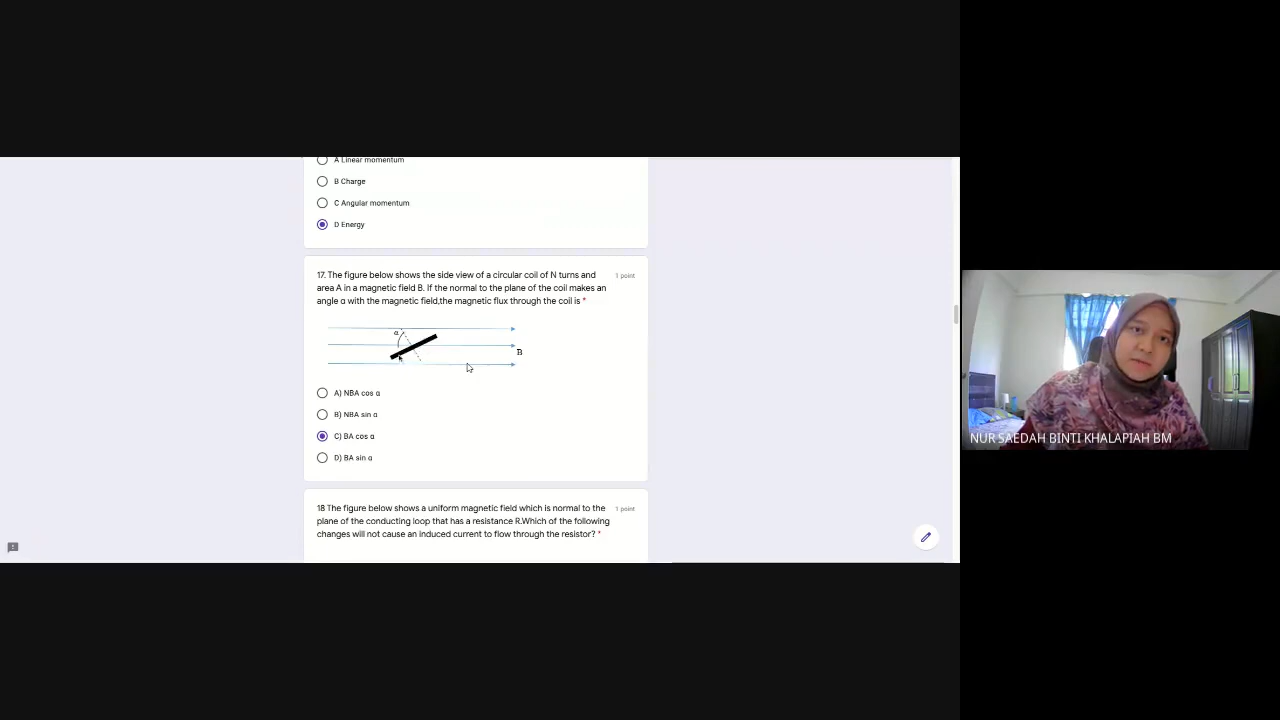 A Linear momentum
B Charge
C Angular momentum
D Energy
17. The figure below shows the side view of a circular coil of N turns and
area A in a magnetic field B. If the normal to the plane of the coil makes an
angle α with the magnetic field,the magnetic flux through the coil is *
1 point
α
B
A) NBA cos α
B) NBA sin α
C) BA cos α
D) BA sin α
18 The figure below shows a uniform magnetic field which is normal to the
plane of the conducting loop that has a resistance R.Which of the following
changes will not cause an induced current to flow through the resistor? *
1 point
NUR SAEDAH BINTI KHALAPIAH BM